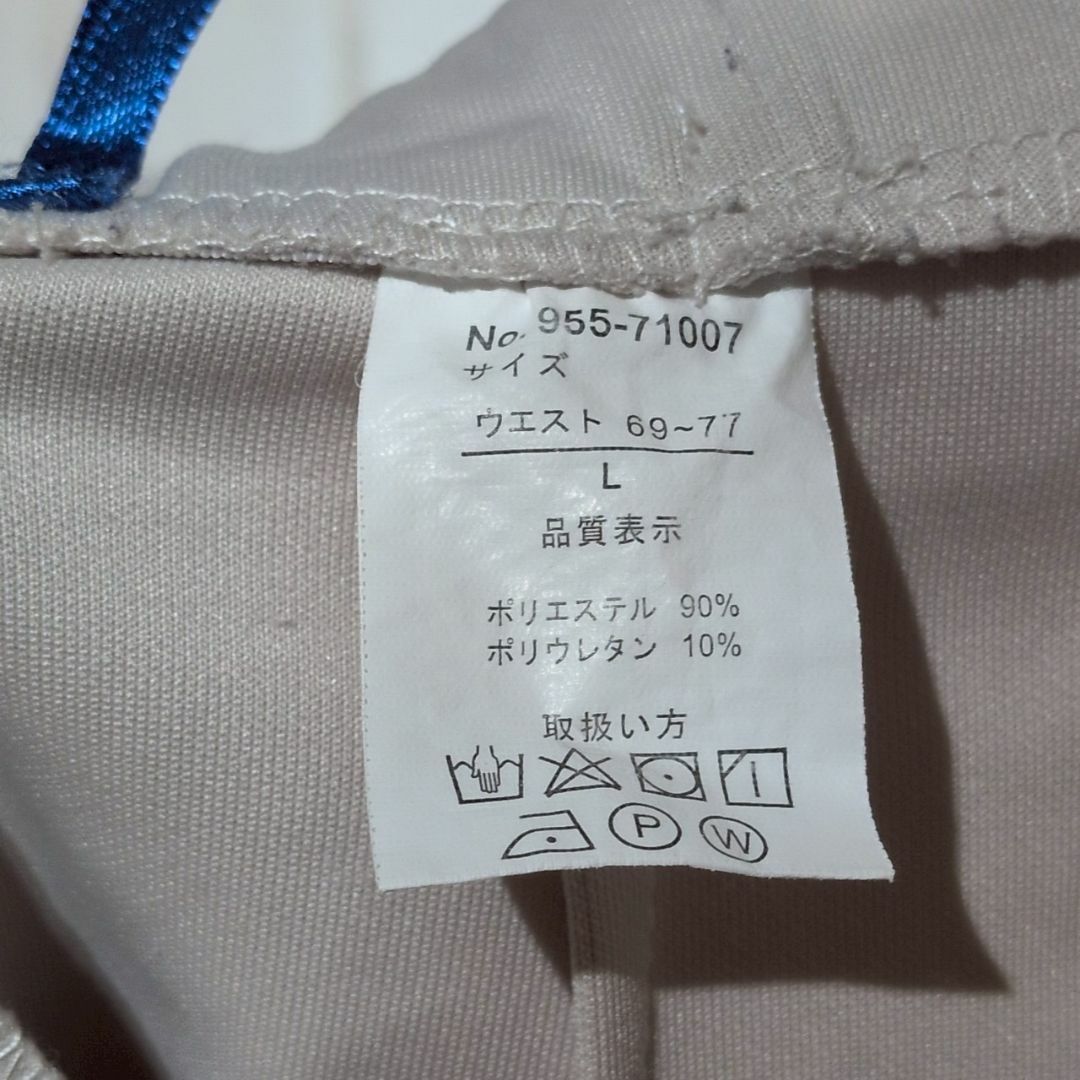 No. 955-71007
サイズ
ウエスト 69~77
L
品質表示
ポリエステル 90%
ポリウレタン 10%
取扱い方
P W